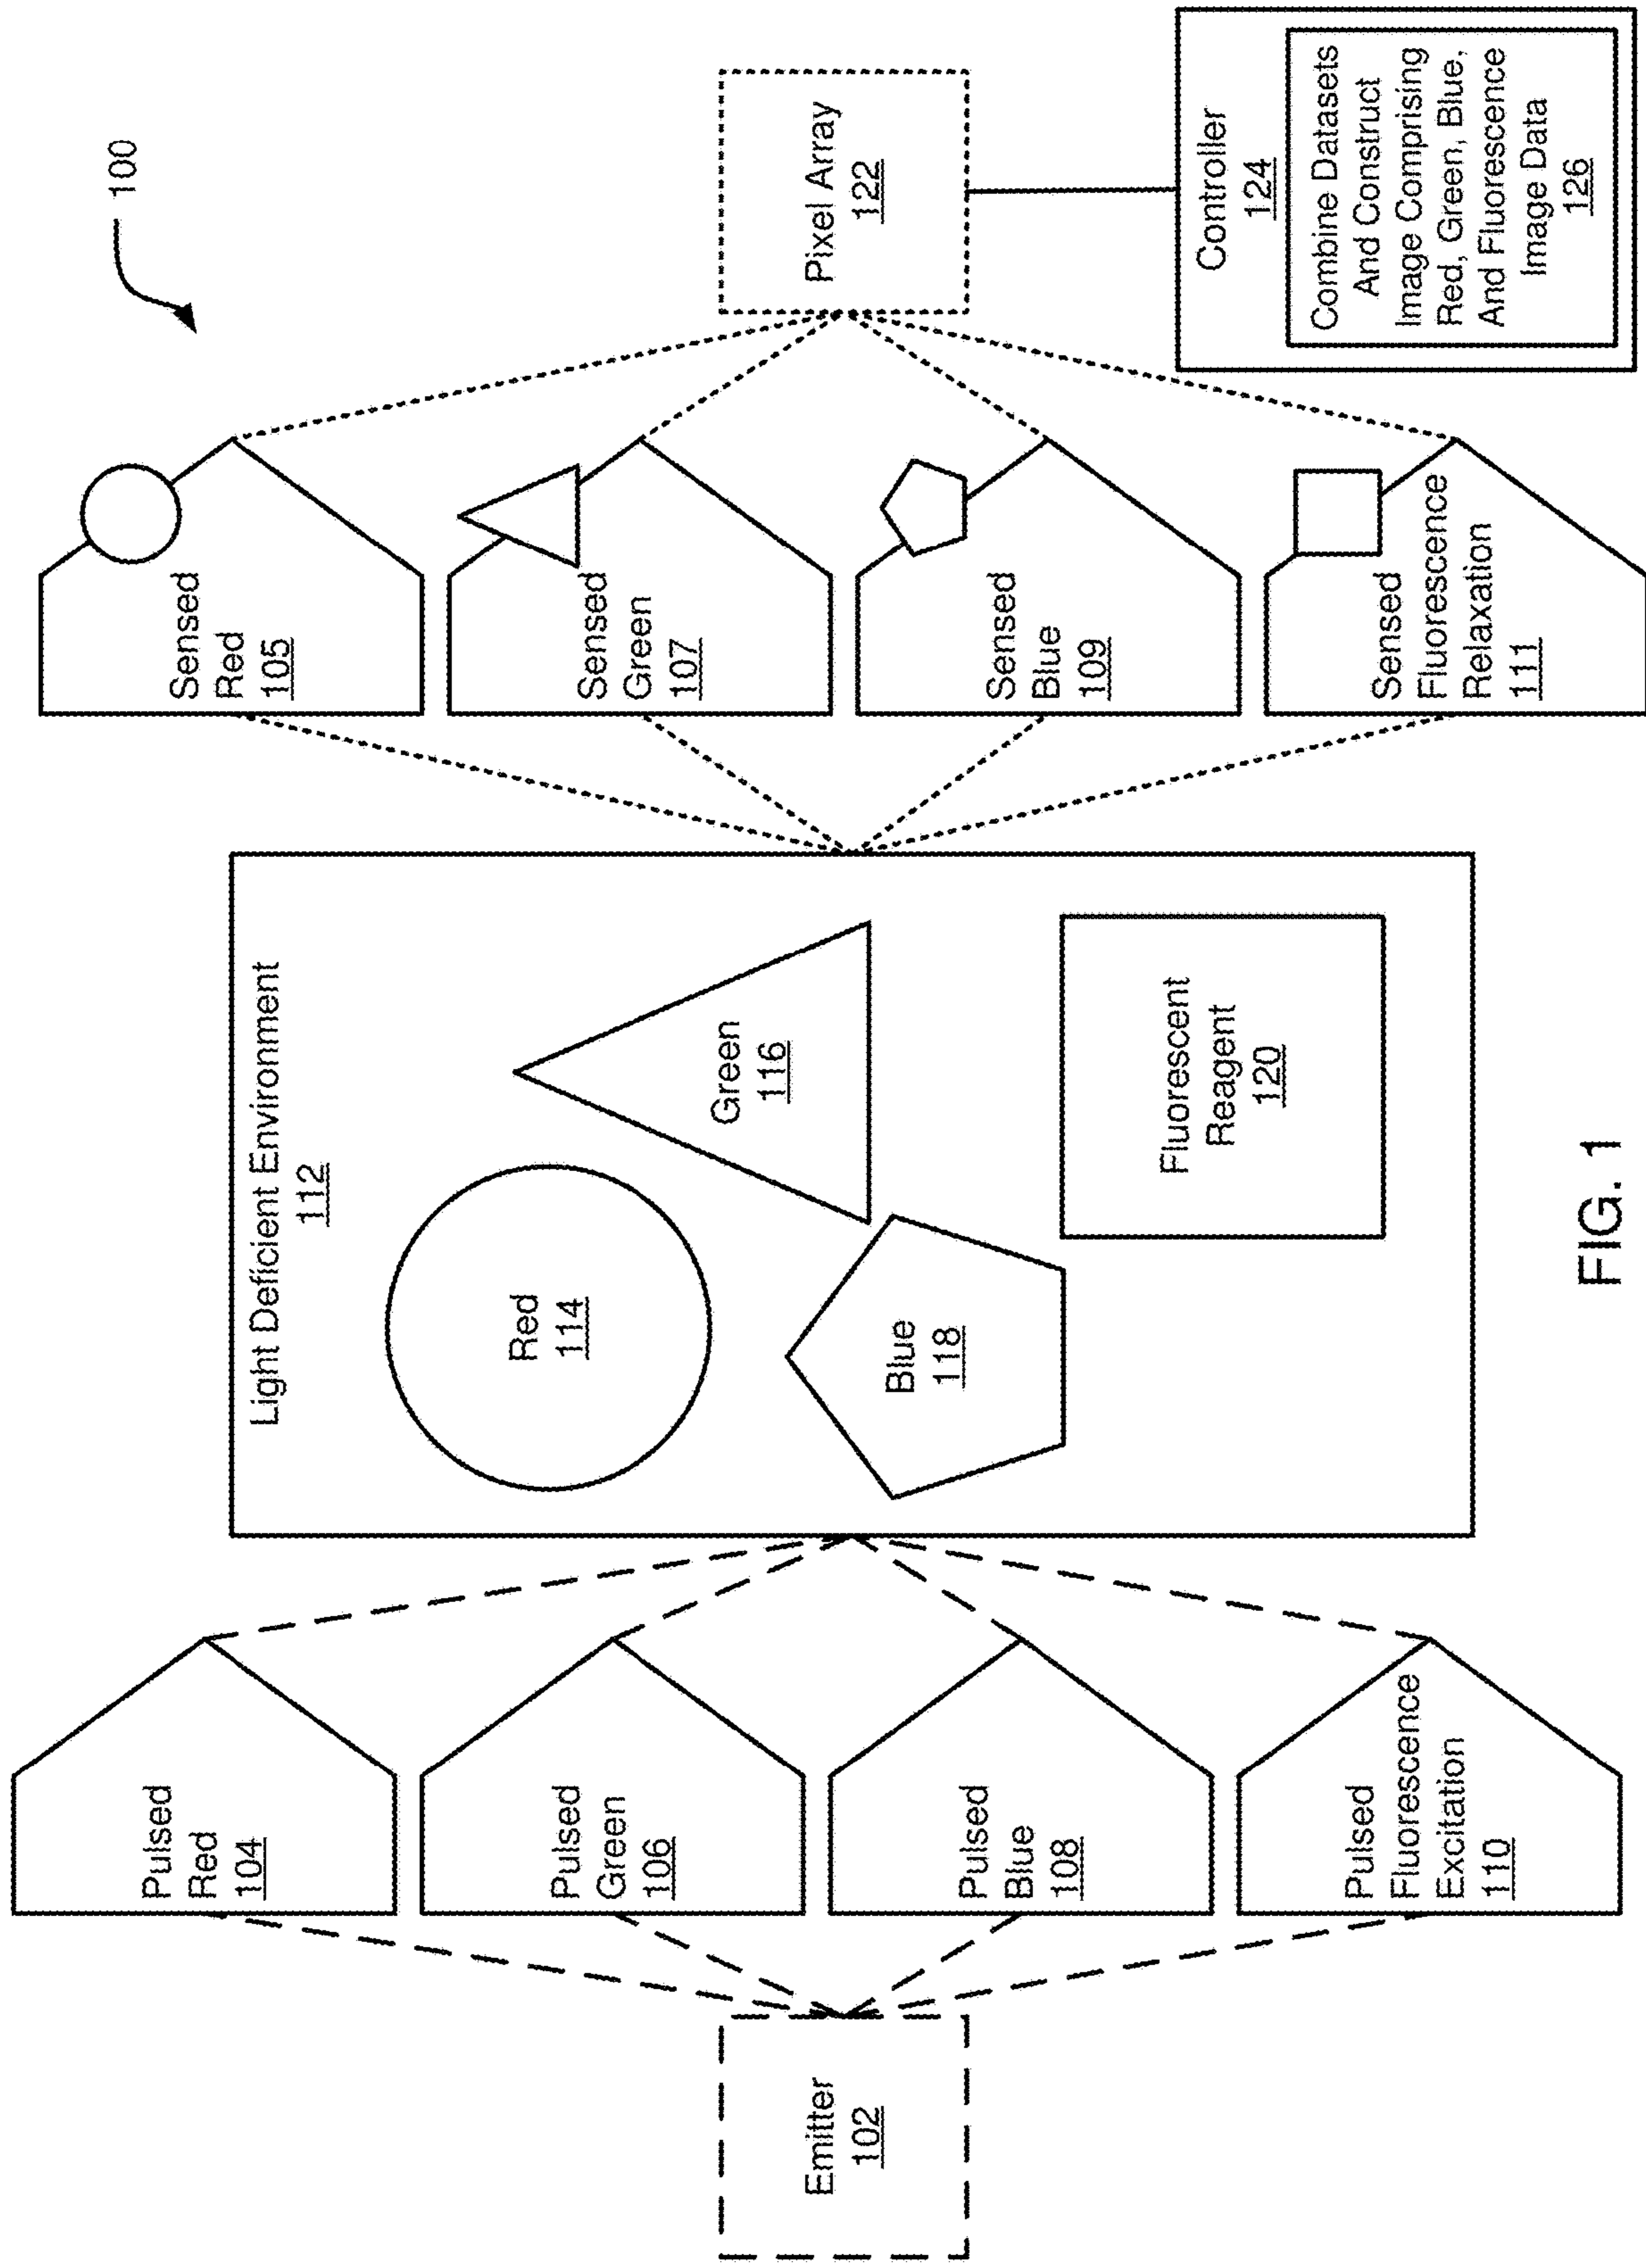 100
Emitter
102
Pulsed
Red
104
Pulsed
Green
106
Pulsed
Blue
108
Pulsed
Fluorescence
Excitation
110
Light Deficient Environment
112
Red
114
Green
116
Blue
118
Fluorescent
Reagent
120
Sensed
Red
105
Sensed
Green
107
Sensed
Blue
109
Sensed
Fluorescence
Relaxation
111
Pixel Array
122
Controller
124
Combine Datasets
And Construct
Image Comprising
Red, Green, Blue,
And Fluorescence
Image Data
126
FIG. 1